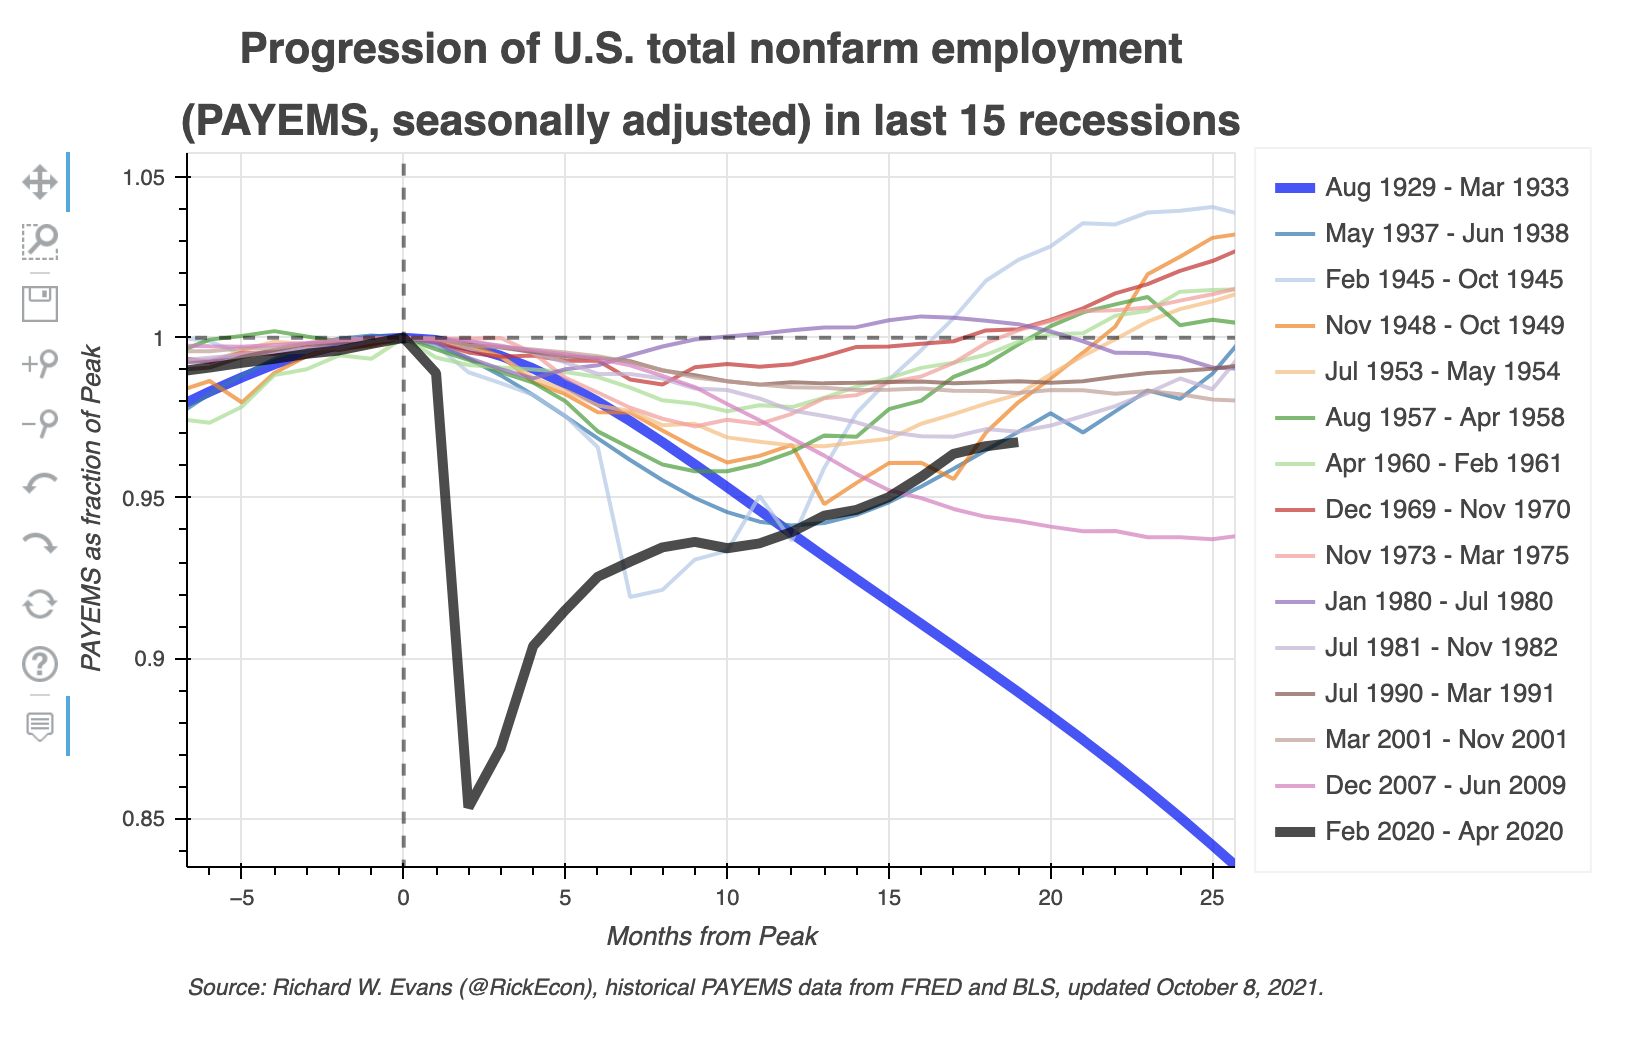 Progression of U.S. total nonfarm employment
(PAYEMS, seasonally adjusted) in last 15 recessions
PAYEMS as fraction of Peak
1.05
1
0.95
0.9
0.85
−5
0
5
10
15
20
25
Months from Peak
Aug 1929 - Mar 1933
May 1937 - Jun 1938
Feb 1945 - Oct 1945
Nov 1948 - Oct 1949
Jul 1953 - May 1954
Aug 1957 - Apr 1958
Apr 1960 - Feb 1961
Dec 1969 - Nov 1970
Nov 1973 - Mar 1975
Jan 1980 - Jul 1980
Jul 1981 - Nov 1982
Jul 1990 - Mar 1991
Mar 2001 - Nov 2001
Dec 2007 - Jun 2009
Feb 2020 - Apr 2020
Source: Richard W. Evans (@RickEcon), historical PAYEMS data from FRED and BLS, updated October 8, 2021.